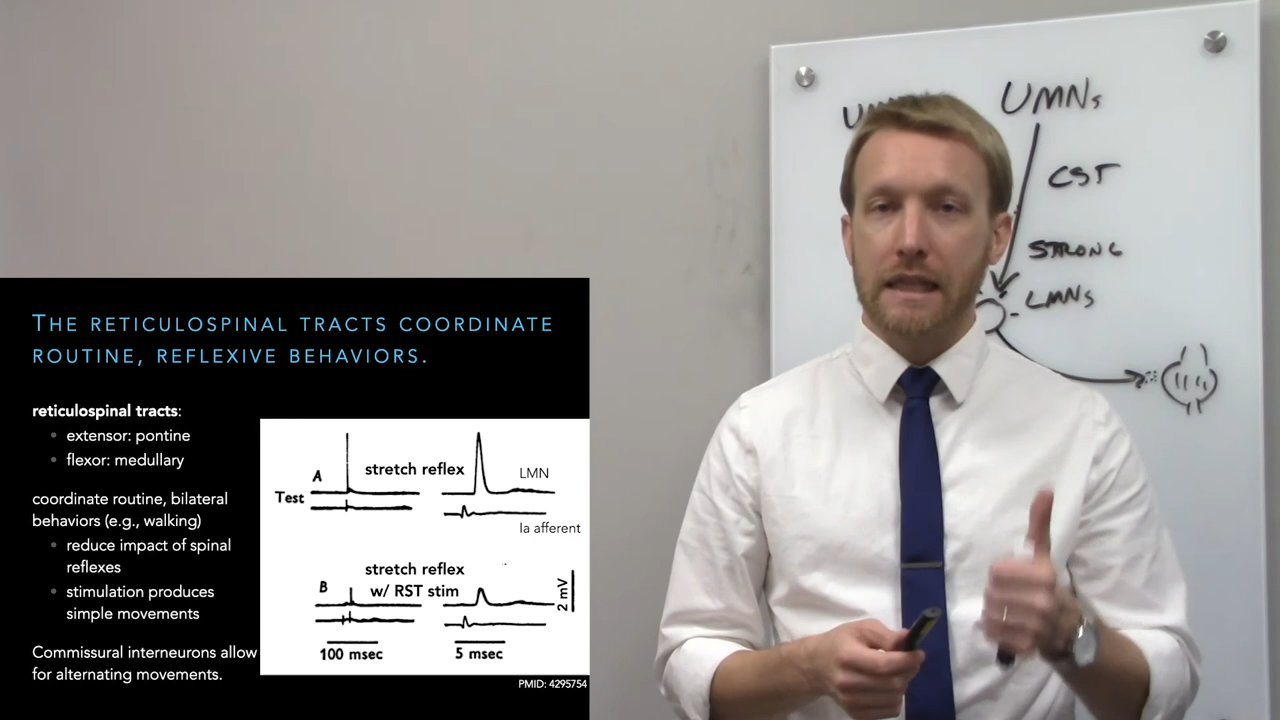 THE RETICULOSPINAL TRACTS COORDINATE
ROUTINE, REFLEXIVE BEHAVIORS.
reticulospinal tracts:
extensor: pontine
flexor: medullary
coordinate routine, bilateral
behaviors (e.g., walking)
reduce impact of spinal
reflexes
stimulation produces
simple movements
Commissural interneurons allow
for alternating movements.
A
stretch reflex
LMN
Test
Ia afferent
B
stretch reflex
w/ RST stim
2 mV
100 msec
5 msec
PMID: 4295754
UMNs
CST
STRONG
LMNs